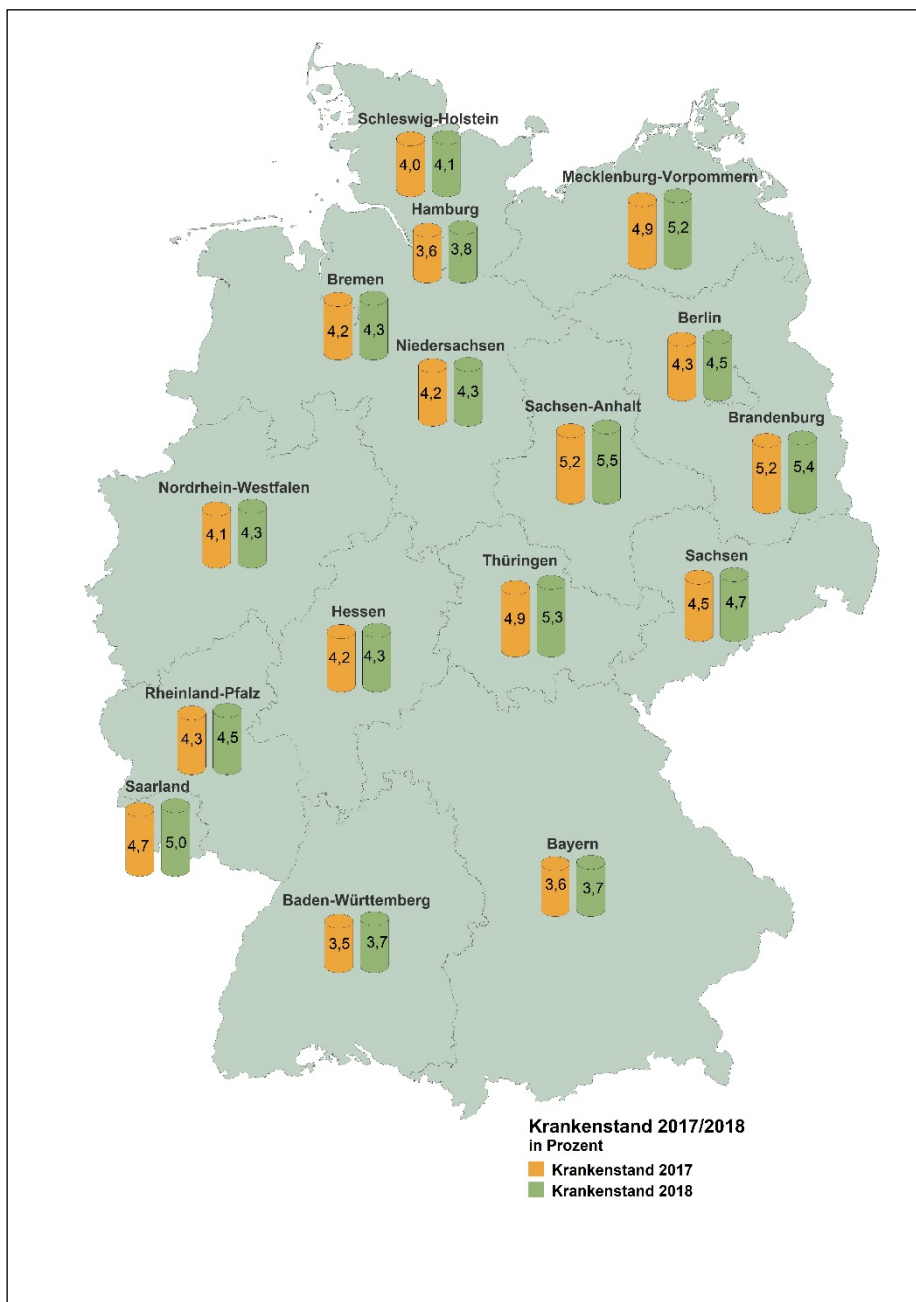 Schleswig-Holstein
4,0 4,1
Mecklenburg-Vorpommern
4,9 5,2
Hamburg
3,6 3,8
Bremen
4,2 4,3
Berlin
4,3 4,5
Niedersachsen
4,2 4,3
Sachsen-Anhalt
5,2 5,5
Brandenburg
5,2 5,4
Nordrhein-Westfalen
4,1 4,3
Thüringen
4,9 5,3
Sachsen
4,5 4,7
Hessen
4,2 4,3
Rheinland-Pfalz
4,3 4,5
Saarland
4,7 5,0
Bayern
3,6 3,7
Baden-Württemberg
3,5 3,7
Krankenstand 2017/2018
in Prozent
Krankenstand 2017
Krankenstand 2018